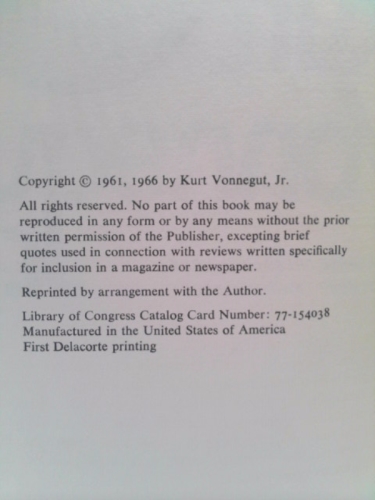 Copyright © 1961, 1966 by Kurt Vonnegut, Jr.
All rights reserved. No part of this book may be
reproduced in any form or by any means without the prior
written permission of the Publisher, excepting brief
quotes used in connection with reviews written specifically
for inclusion in a magazine or newspaper.
Reprinted by arrangement with the Author.
Library of Congress Catalog Card Number: 77-154038
Manufactured in the United States of America
First Delacorte printing